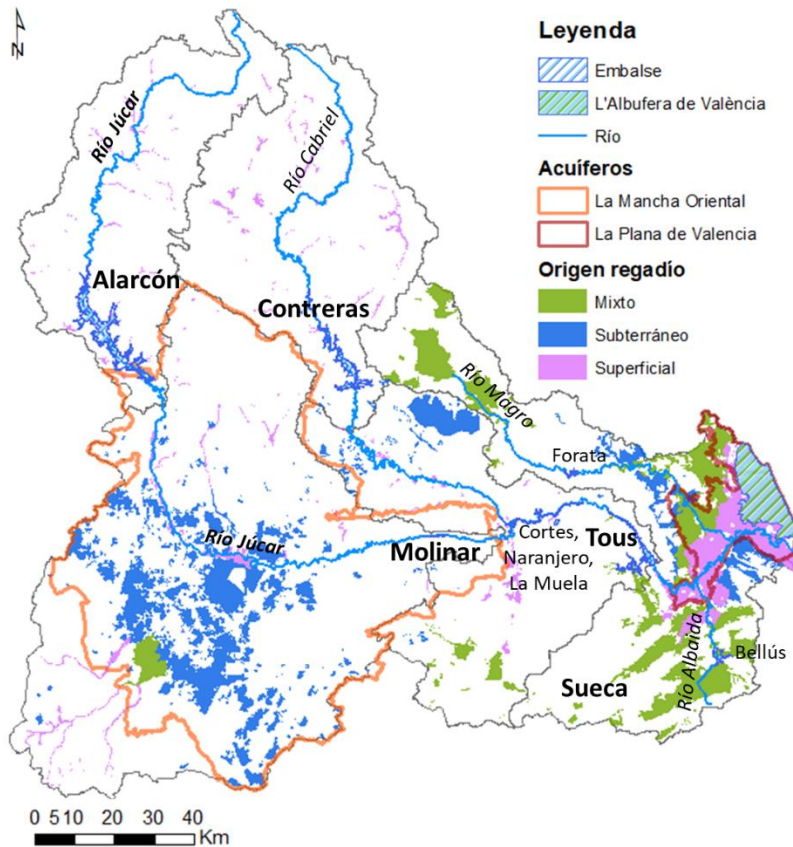 N
Leyenda
Embalse
L'Albufera de València
Río
Acuíferos
La Mancha Oriental
La Plana de Valencia
Origen regadío
Mixto
Subterráneo
Superficial
Río Júcar
Río Cabriel
Alarcón
Contreras
Río Magro
Forata
Río Júcar
Molinar
Cortes,
Naranjero,
La Muela
Tous
Sueca
Río Albaida
Bellús
0 5 10 20 30 40
Km